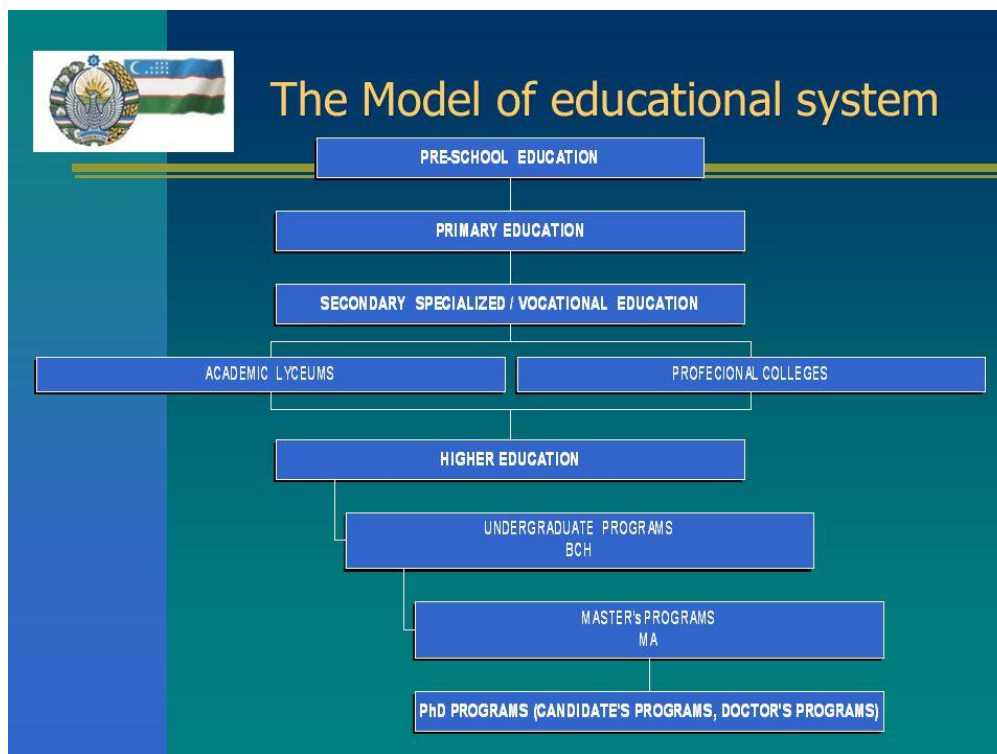 The Model of educational system
PRE-SCHOOL EDUCATION
PRIMARY EDUCATION
SECONDARY SPECIALIZED / VOCATIONAL EDUCATION
ACADEMIC LYCEUMS
PROFECIONAL COLLEGES
HIGHER EDUCATION
UNDERGRADUATE PROGRAMS
BCH
MASTER's PROGRAMS
MA
PhD PROGRAMS (CANDIDATE'S PROGRAMS, DOCTOR'S PROGRAMS)